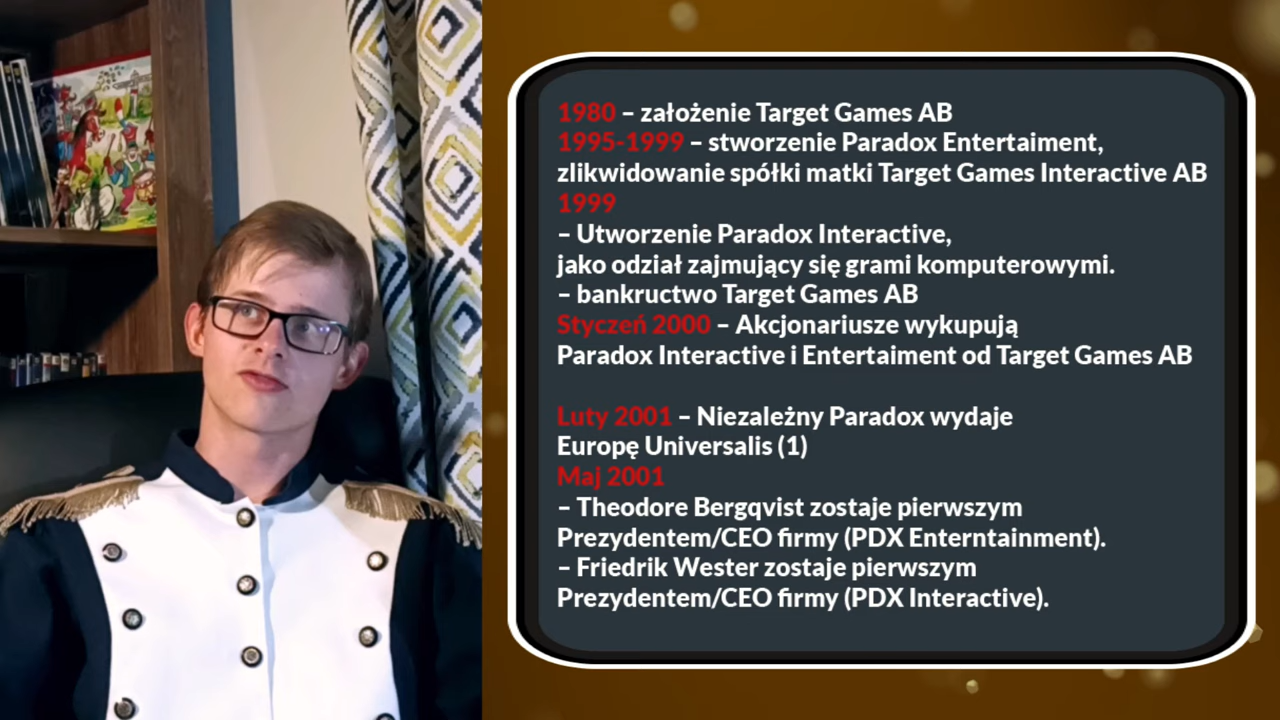 1980 – założenie Target Games AB
1995-1999 – stworzenie Paradox Entertaiment,
zlikwidowanie spółki matki Target Games Interactive AB
1999
– Utworzenie Paradox Interactive,
jako odział zajmujący się grami komputerowymi.
– bankructwo Target Games AB
Styczeń 2000 – Akcjonariusze wykupują
Paradox Interactive i Entertaiment od Target Games AB
Luty 2001 – Niezależny Paradox wydaje
Europę Universalis (1)
Maj 2001
– Theodore Bergqvist zostaje pierwszym
Prezydentem/CEO firmy (PDX Enterntainment).
– Friedrik Wester zostaje pierwszym
Prezydentem/CEO firmy (PDX Interactive).